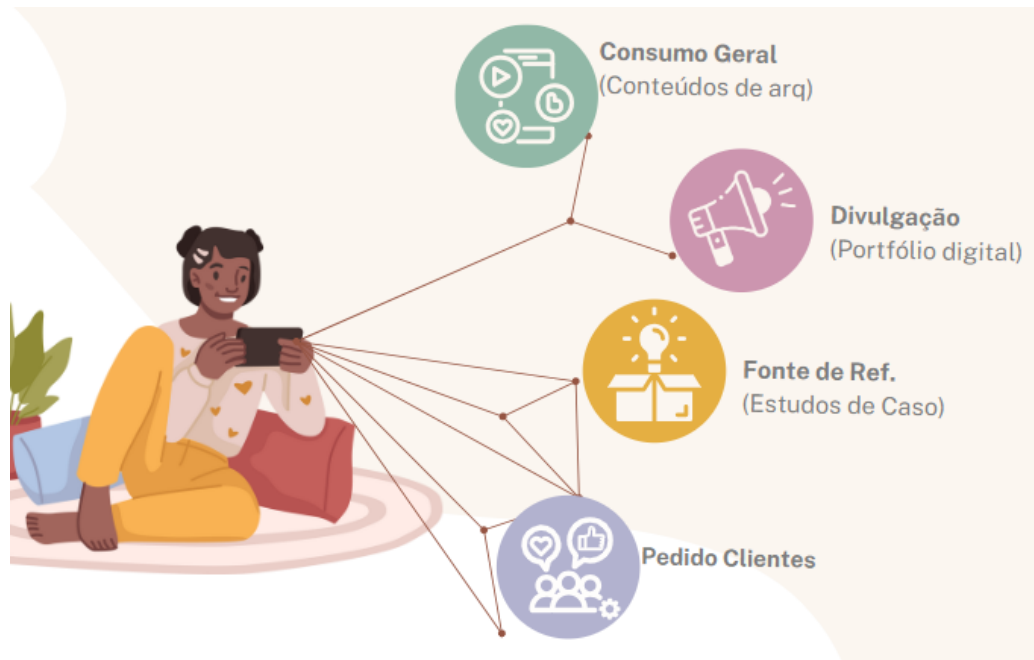 Consumo Geral
(Conteúdos de arq)
Divulgação
(Portfólio digital)
Fonte de Ref.
(Estudos de Caso)
Pedido Clientes